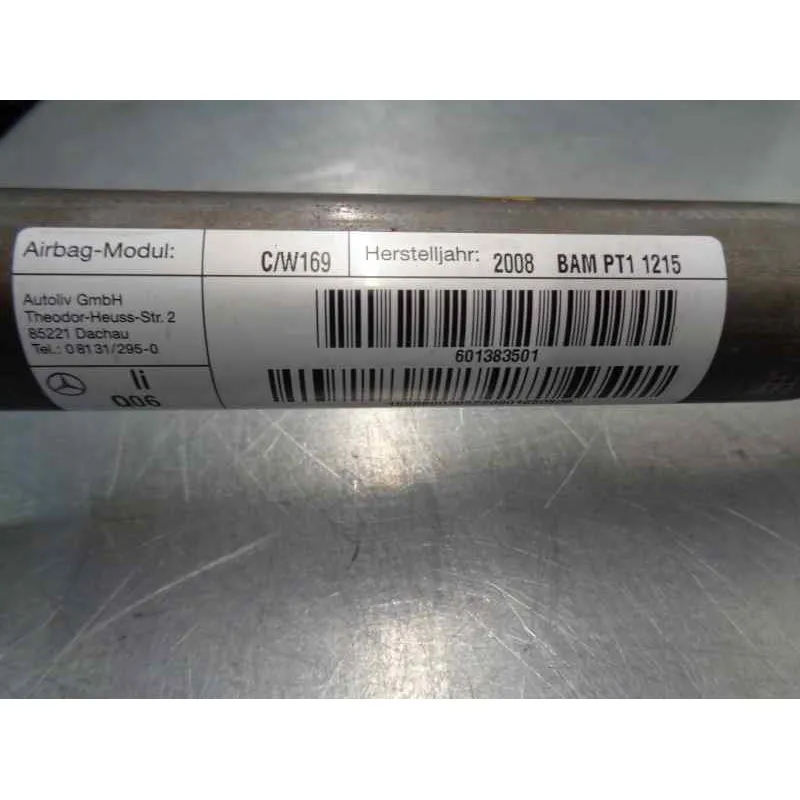 Airbag-Modul: C/W169 Herstelljahr: 2008 BAM PT1 1215
Autoliv GmbH
Theodor-Heuss-Str. 2
85221 Dachau
Tel.: 0 81 31/295-0
601383501
li
Q06